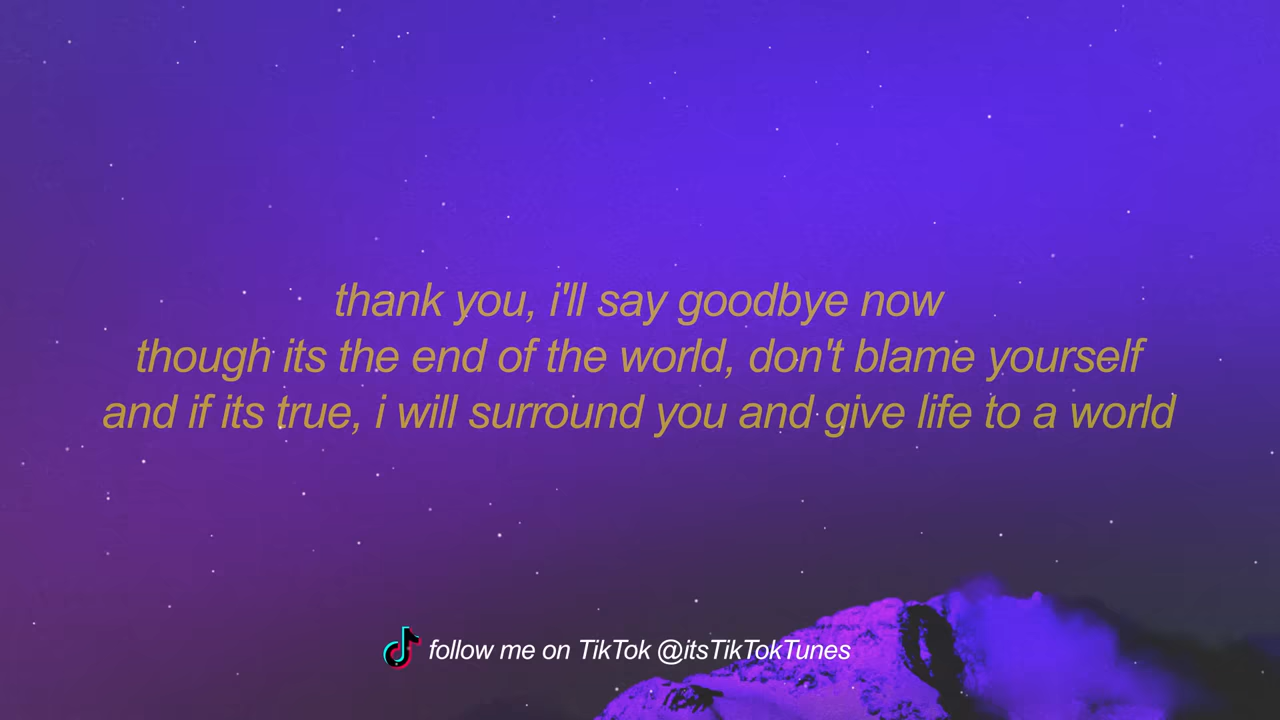 thank you, i'll say goodbye now
though its the end of the world, don't blame yourself
and if its true, i will surround you and give life to a world
follow me on TikTok @itsTikTokTunes